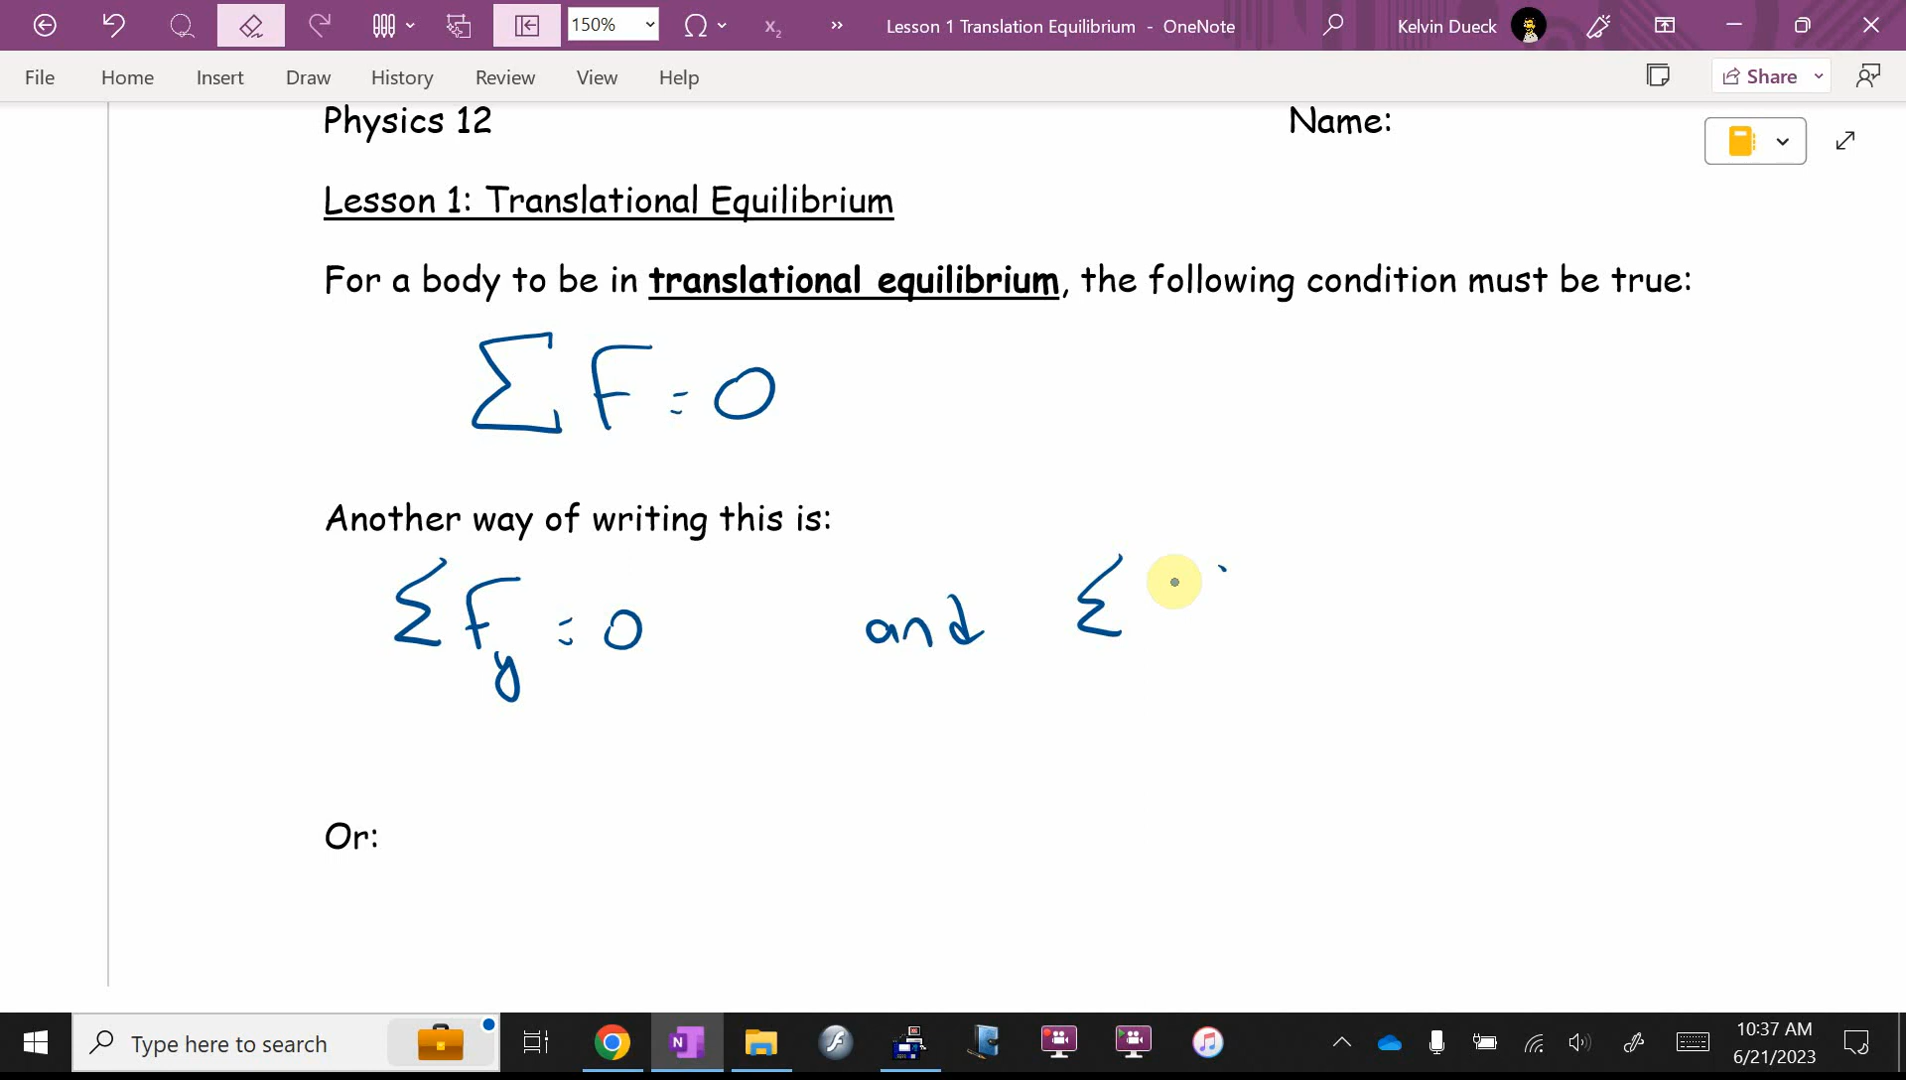 150%
Ω
x₂
»
Lesson 1 Translation Equilibrium - OneNote
Kelvin Dueck
File Home Insert Draw History Review View Help
Share
Physics 12 Name:
Lesson 1: Translational Equilibrium
For a body to be in translational equilibrium, the following condition must be true:
Σ F = 0
Another way of writing this is:
Σ Fy = 0 and Σ
Or:
Type here to search
N
10:37 AM
6/21/2023